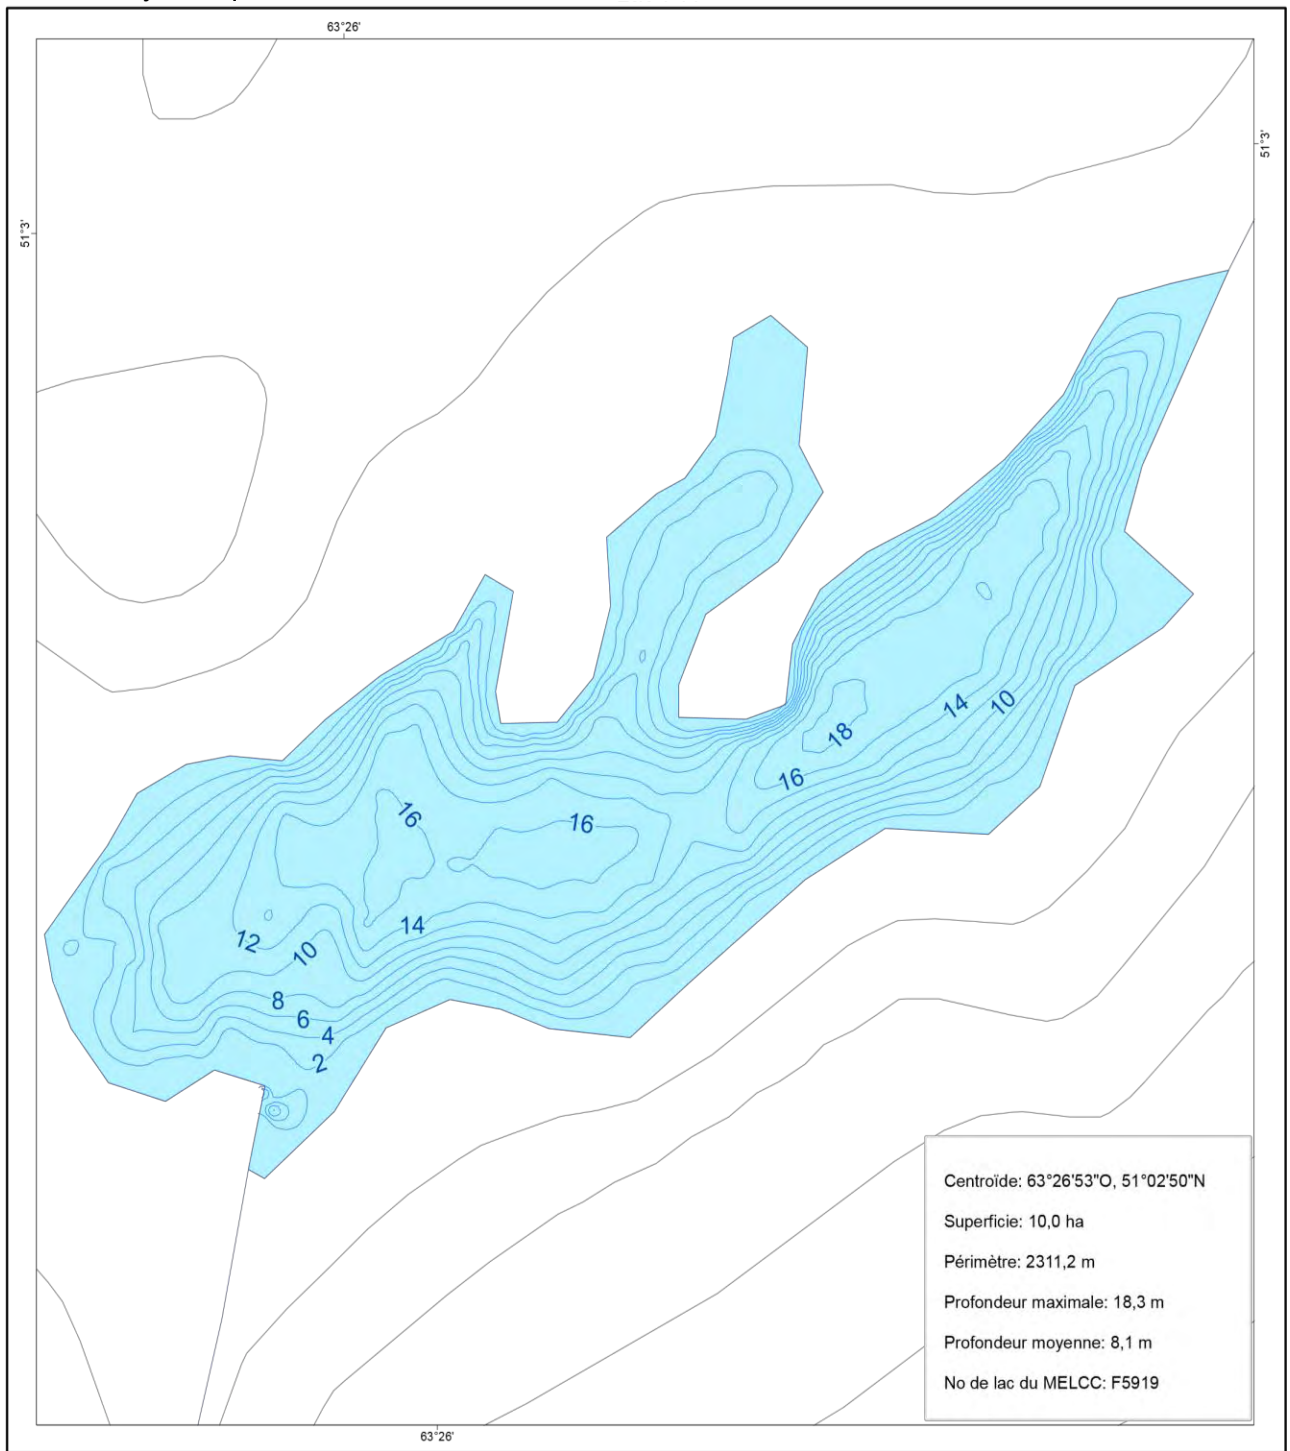 63°26'
51°3'
51°3'
18
14
10
16
16
16
14
12
10
8
6
4
2
Centroïde: 63°26'53"O, 51°02'50"N
Superficie: 10,0 ha
Périmètre: 2311,2 m
Profondeur maximale: 18,3 m
Profondeur moyenne: 8,1 m
No de lac du MELCC: F5919
63°26'